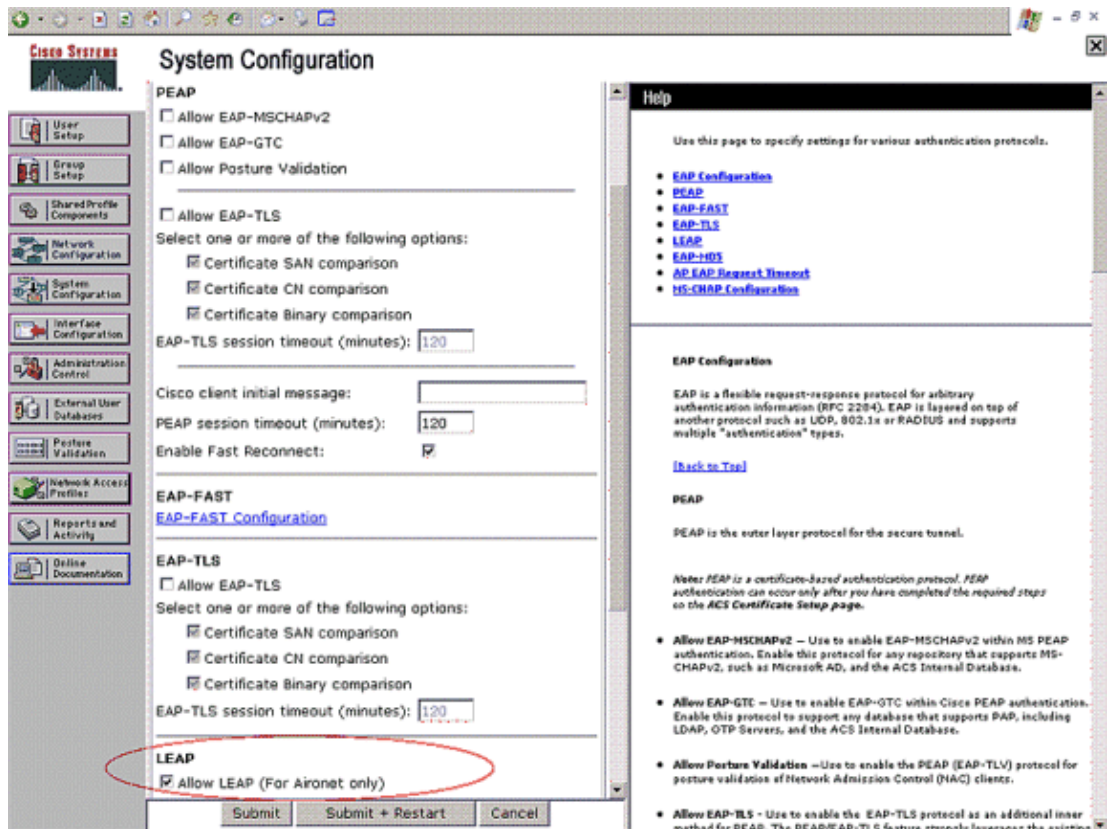 Cisco Systems
System Configuration
User Setup
Group Setup
Shared Profile Components
Network Configuration
System Configuration
Interface Configuration
Administration Control
External User Databases
Posture Validation
Network Access Profiles
Reports and Activity
Online Documentation
PEAP
Allow EAP-MSCHAPv2
Allow EAP-GTC
Allow Posture Validation
Allow EAP-TLS
Select one or more of the following options:
Certificate SAN comparison
Certificate CN comparison
Certificate Binary comparison
EAP-TLS session timeout (minutes): 120
Cisco client initial message:
PEAP session timeout (minutes): 120
Enable Fast Reconnect:
EAP-FAST
EAP-FAST Configuration
EAP-TLS
Allow EAP-TLS
Select one or more of the following options:
Certificate SAN comparison
Certificate CN comparison
Certificate Binary comparison
EAP-TLS session timeout (minutes): 120
LEAP
Allow LEAP (For Aironet only)
Submit Submit + Restart Cancel
Help
Use this page to specify settings for various authentication protocols.
EAP Configuration
PEAP
EAP-FAST
EAP-TLS
LEAP
EAP-MD5
AP EAP Request Timeout
MS-CHAP Configuration
EAP Configuration
EAP is a flexible request-response protocol for arbitrary
authentication information (RFC 2284). EAP is layered on top of
another protocol such as UDP, 802.1x or RADIUS and supports
multiple "authentication" types.
[Back to Top]
PEAP
PEAP is the outer layer protocol for the secure tunnel.
Note: PEAP is a certificate-based authentication protocol. PEAP
authentication can occur only after you have completed the required steps
on the ACS Certificate Setup page.
Allow EAP-MSCHAPv2 — Use to enable EAP-MSCHAPv2 within MS PEAP
authentication. Enable this protocol for any repository that supports MS-
CHAPv2, such as Microsoft AD, and the ACS Internal Database.
Allow EAP-GTC — Use to enable EAP-GTC within Cisco PEAP authentication.
Enable this protocol to support any database that supports PAP, including
LDAP, OTP Servers, and the ACS Internal Database.
Allow Posture Validation —Use to enable the PEAP (EAP-TLV) protocol for
posture validation of Network Admission Control (NAC) clients.
Allow EAP-TLS - Use to enable the EAP-TLS protocol as an additional inner
method for PEAP. The PEAP/EAP-TLS feature strongly leverages the existing